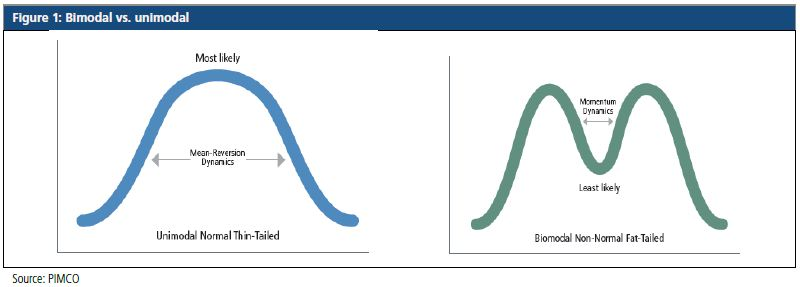 Figure 1: Bimodal vs. unimodal
Most likely
Mean-Reversion
Dynamics
Unimodal Normal Thin-Tailed
Momentum
Dynamics
Least likely
Biomodal Non-Normal Fat-Tailed
Source: PIMCO